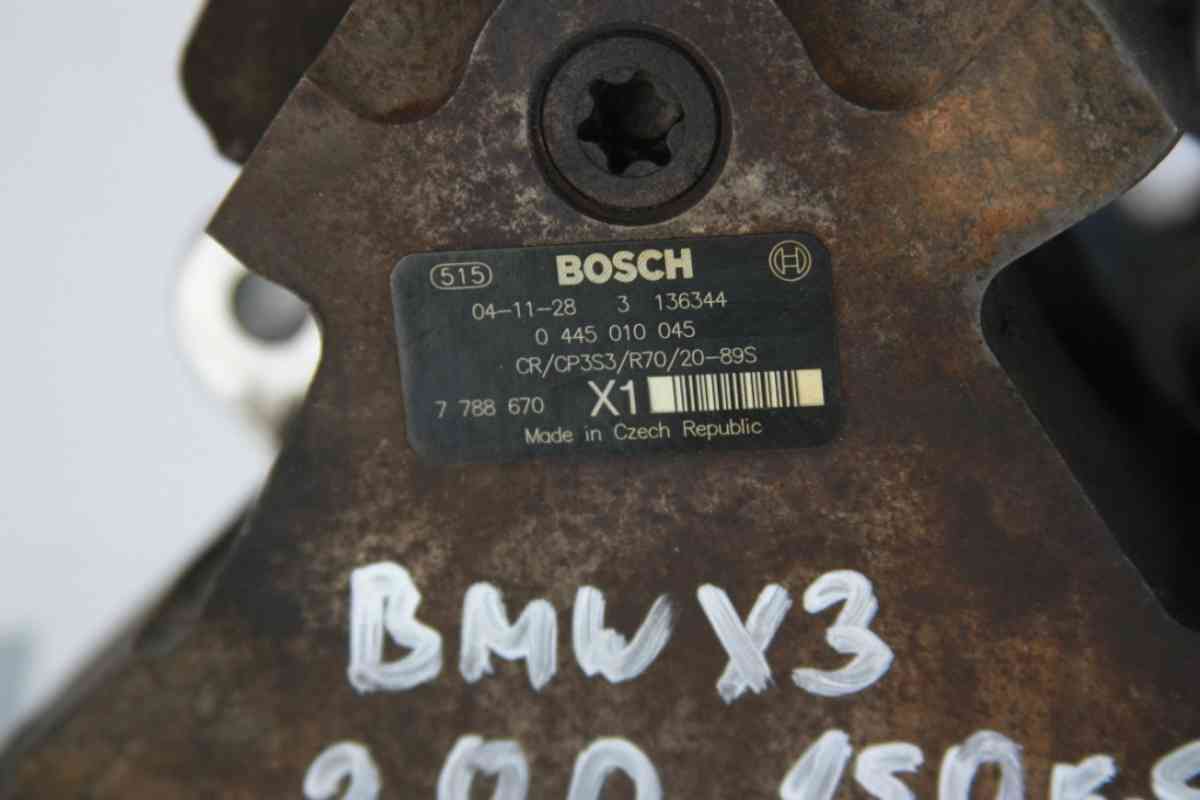 515 BOSCH
04-11-28 3 136344
0 445 010 045
CR/CP3S3/R70/20-89S
7 788 670 X1
Made in Czech Republic
BMW X3